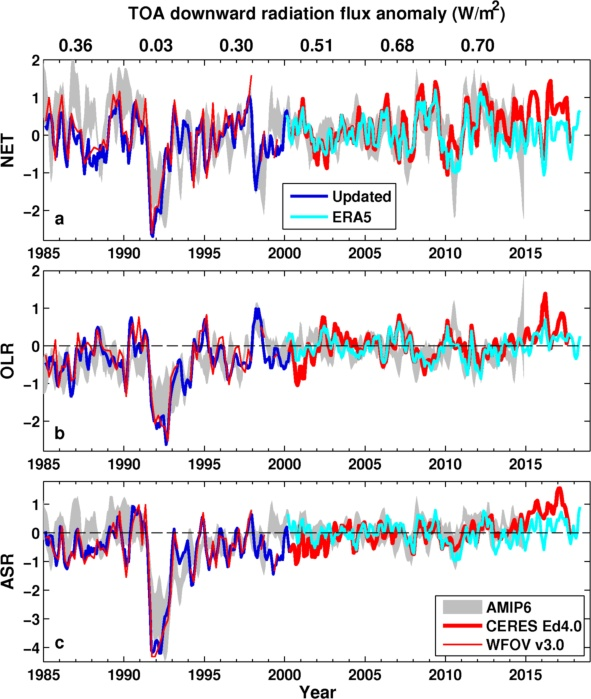 TOA downward radiation flux anomaly (W/m²)
0.36 0.03 0.30 0.51 0.68 0.70
2
1
0
-1
-2
NET
a
Updated
ERA5
1985 1990 1995 2000 2005 2010 2015
2
1
0
-1
-2
OLR
b
1985 1990 1995 2000 2005 2010 2015
1
0
-1
-2
-3
-4
ASR
c
AMIP6
CERES Ed4.0
WFOV v3.0
1985 1990 1995 2000 2005 2010 2015
Year